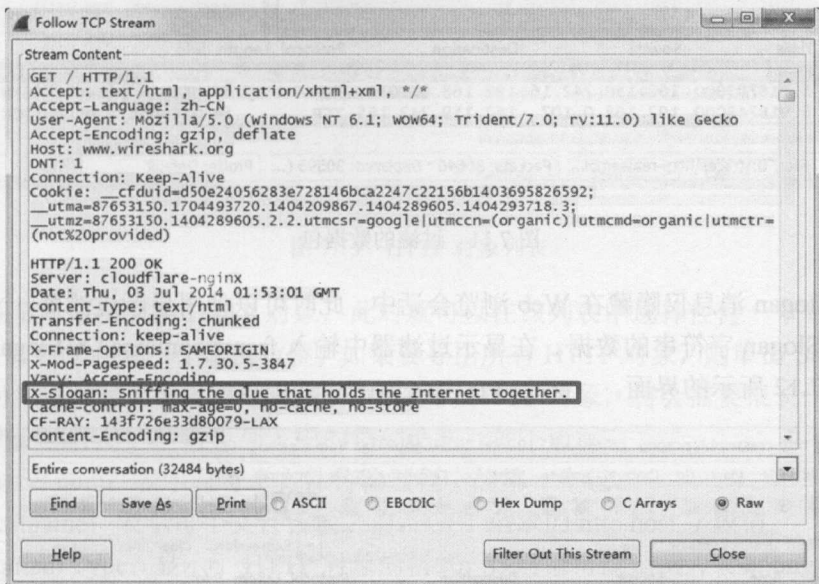 Follow TCP Stream
Stream Content
GET / HTTP/1.1
Accept: text/html, application/xhtml+xml, */*
Accept-Language: zh-CN
User-Agent: Mozilla/5.0 (Windows NT 6.1; WOW64; Trident/7.0; rv:11.0) like Gecko
Accept-Encoding: gzip, deflate
Host: www.wireshark.org
DNT: 1
Connection: Keep-Alive
Cookie: __cfduid=d50e24056283e728146bca2247c22156b1403695826592;
__utma=87653150.1704493720.1404209867.1404289605.1404293718.3;
__utmz=87653150.1404289605.2.2.utmcsr=google|utmccn=(organic)|utmcmd=organic|utmctr=
(not%20provided)
HTTP/1.1 200 OK
Server: cloudflare-nginx
Date: Thu, 03 Jul 2014 01:53:01 GMT
Content-Type: text/html
Transfer-Encoding: chunked
Connection: keep-alive
X-Frame-Options: SAMEORIGIN
X-Mod-Pagespeed: 1.7.30.5-3847
Vary: Accept-Encoding
X-Slogan: Sniffing the glue that holds the Internet together.
Cache-Control: max-age=0, no-cache, no-store
CF-RAY: 143f726e33d80079-LAX
Content-Encoding: gzip
Entire conversation (32484 bytes)
Find Save As Print ASCII EBCDIC Hex Dump C Arrays Raw
Help Filter Out This Stream Close